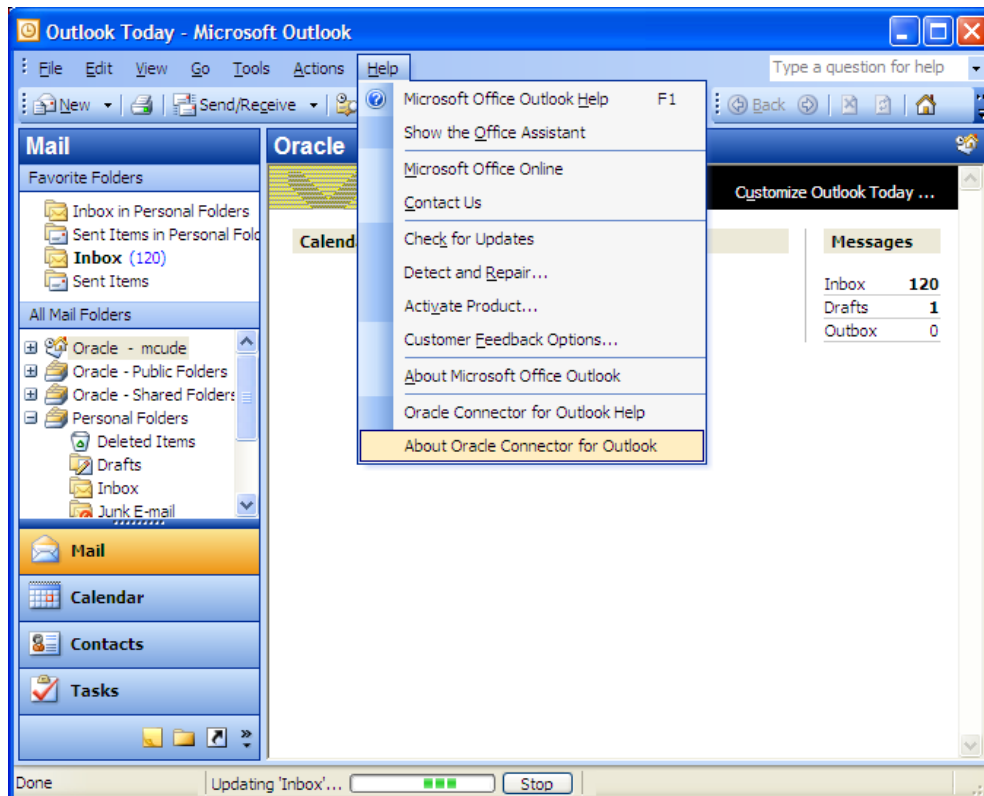 Outlook Today - Microsoft Outlook
File Edit View Go Tools Actions Help Type a question for help
New Send/Receive Back
Microsoft Office Outlook Help F1
Show the Office Assistant
Microsoft Office Online
Contact Us
Check for Updates
Detect and Repair...
Activate Product...
Customer Feedback Options...
About Microsoft Office Outlook
Oracle Connector for Outlook Help
About Oracle Connector for Outlook
Mail
Favorite Folders
Inbox in Personal Folders
Sent Items in Personal Fold
Inbox (120)
Sent Items
All Mail Folders
Oracle - mcude
Oracle - Public Folders
Oracle - Shared Folders
Personal Folders
Deleted Items
Drafts
Inbox
Junk E-mail
Mail
Calendar
Contacts
Tasks
Oracle
Customize Outlook Today ...
Calend
Messages
Inbox 120
Drafts 1
Outbox 0
Done Updating 'Inbox'... Stop